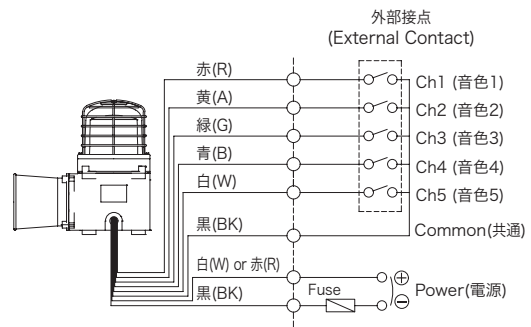 外部接点
(External Contact)
赤(R)
Ch1 (音色1)
黄(A)
Ch2 (音色2)
緑(G)
Ch3 (音色3)
青(B)
Ch4 (音色4)
白(W)
Ch5 (音色5)
黒(BK)
Common(共通)
白(W) or 赤(R)
黒(BK)
Fuse
Power(電源)